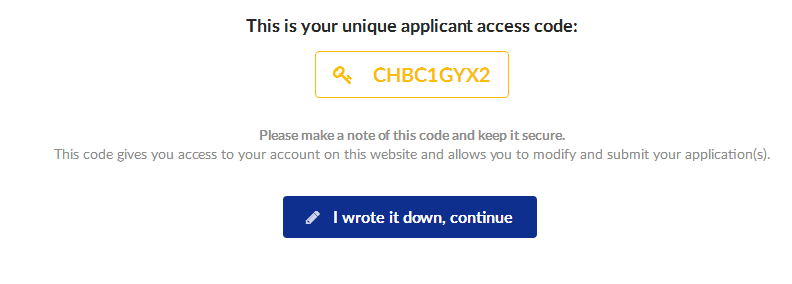 This is your unique applicant access code:
CHBC1GYX2
Please make a note of this code and keep it secure.
This code gives you access to your account on this website and allows you to modify and submit your application(s).
I wrote it down, continue